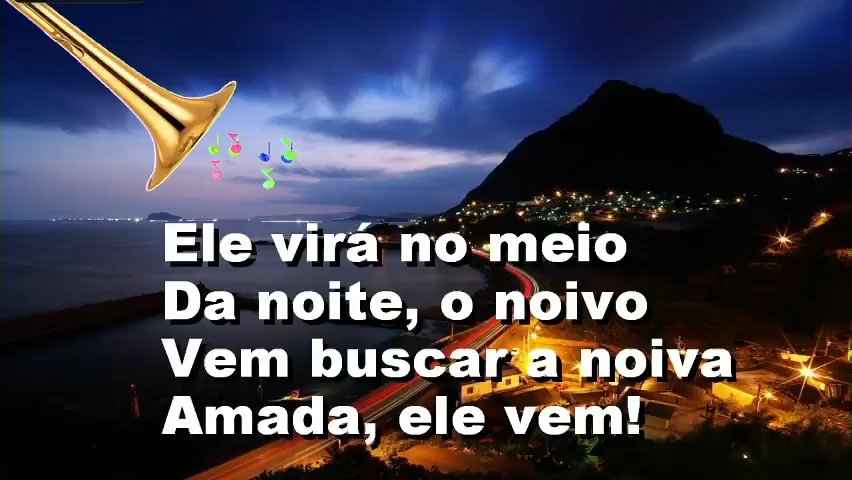 Ele virá no meio
Da noite, o noivo
Vem buscar a noiva
Amada, ele vem!